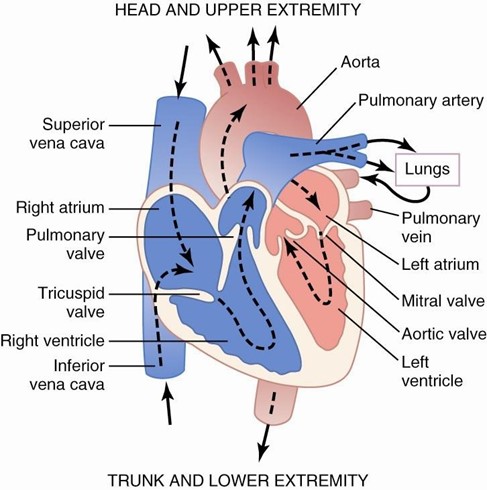 HEAD AND UPPER EXTREMITY
Aorta
Pulmonary artery
Superior
vena cava
Lungs
Right atrium
Pulmonary
valve
Pulmonary
vein
Left atrium
Tricuspid
valve
Mitral valve
Aortic valve
Right ventricle
Inferior
vena cava
Left
ventricle
TRUNK AND LOWER EXTREMITY